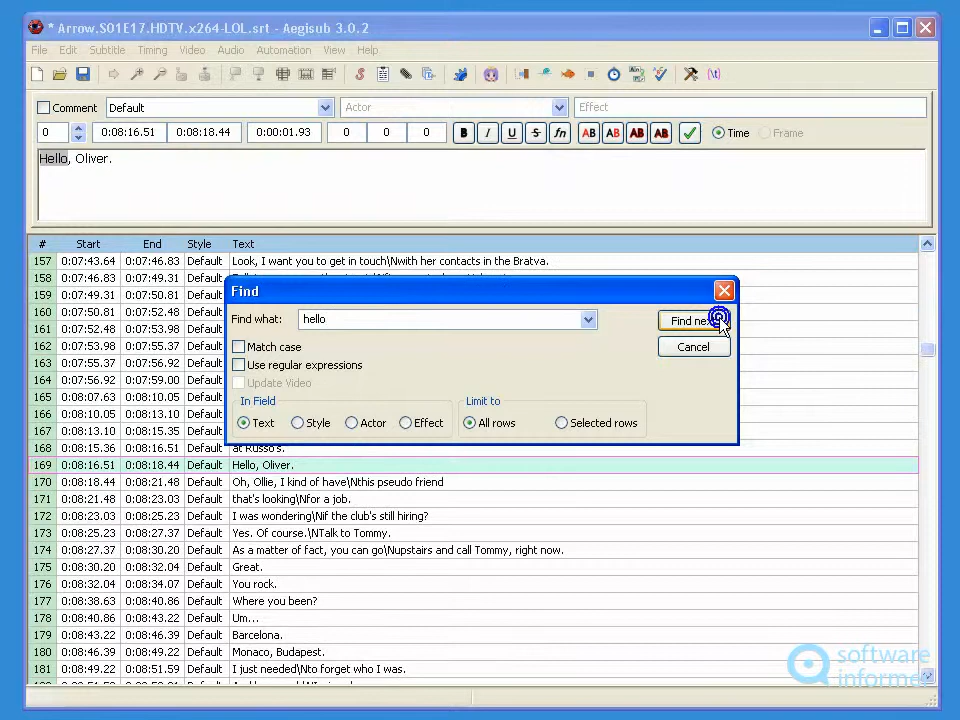 * Arrow.S01E17.HDTV.x264-LOL.srt - Aegisub 3.0.2
File Edit Subtitle Timing Video Audio Automation View Help
Comment Default Actor Effect
0 0:08:16.51 0:08:18.44 0:00:01.93 0 0 0 B I U S fn AB AB AB AB Time Frame
Hello, Oliver.
# Start End Style Text
157 0:07:43.64 0:07:46.83 Default Look, I want you to get in touch\Nwith her contacts in the Bratva.
158 0:07:46.83 0:07:49.31 Default
159 0:07:49.31 0:07:50.81 Default
160 0:07:50.81 0:07:52.48 Default
161 0:07:52.48 0:07:53.98 Default
162 0:07:53.98 0:07:55.37 Default
163 0:07:55.37 0:07:56.92 Default
164 0:07:56.92 0:07:59.00 Default
165 0:08:07.63 0:08:10.05 Default
166 0:08:10.05 0:08:13.10 Default
167 0:08:13.10 0:08:15.35 Default
168 0:08:15.36 0:08:16.51 Default at Russo's.
169 0:08:16.51 0:08:18.44 Default Hello, Oliver.
170 0:08:18.44 0:08:21.48 Default Oh, Ollie, I kind of have\Nthis pseudo friend
171 0:08:21.48 0:08:23.03 Default that's looking\Nfor a job.
172 0:08:23.03 0:08:25.23 Default I was wondering\Nif the club's still hiring?
173 0:08:25.23 0:08:27.37 Default Yes. Of course.\NTalk to Tommy.
174 0:08:27.37 0:08:30.20 Default As a matter of fact, you can go\Nupstairs and call Tommy, right now.
175 0:08:30.20 0:08:32.04 Default Great.
176 0:08:32.04 0:08:34.07 Default You rock.
177 0:08:38.63 0:08:40.86 Default Where you been?
178 0:08:40.86 0:08:43.22 Default Um...
179 0:08:43.22 0:08:46.39 Default Barcelona.
180 0:08:46.39 0:08:49.22 Default Monaco, Budapest.
181 0:08:49.22 0:08:51.59 Default I just needed\Nto forget who I was.
Find
Find what: hello Find
Match case Cancel
Use regular expressions
Update Video
In Field Limit to
Text Style Actor Effect All rows Selected rows
software
informer